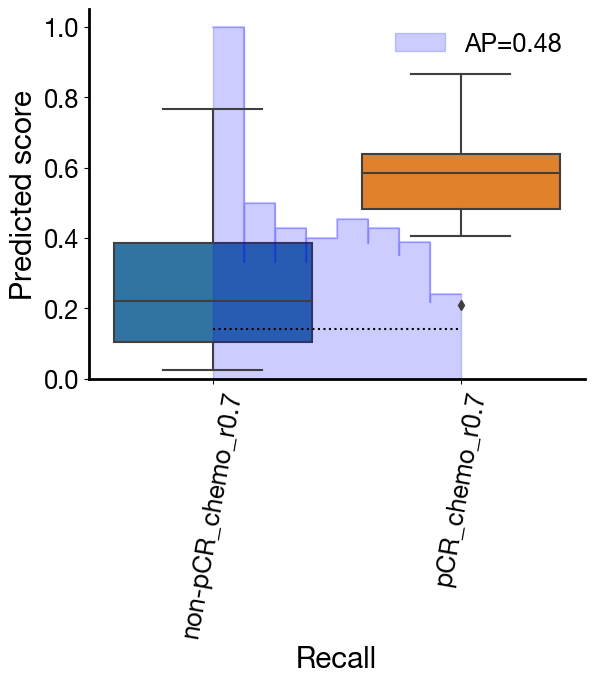 AP=0.48
Predicted score
1.0
0.8
0.6
0.4
0.2
0.0
non-pCR_chemo_r0.7
pCR_chemo_r0.7
Recall